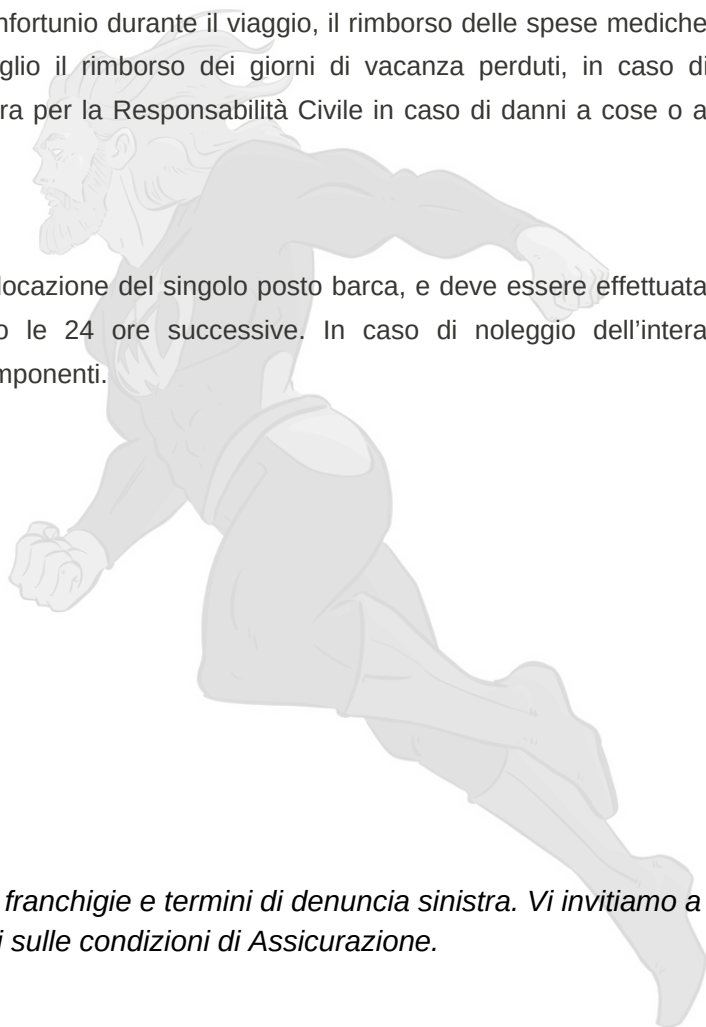 nfortunio durante il viaggio, il rimborso delle spese mediche
glio il rimborso dei giorni di vacanza perduti, in caso di
ra per la Responsabilità Civile in caso di danni a cose o a
locazione del singolo posto barca, e deve essere effettuata
o le 24 ore successive. In caso di noleggio dell’intera
mponenti.
franchigie e termini di denuncia sinistra. Vi invitiamo a
i sulle condizioni di Assicurazione.